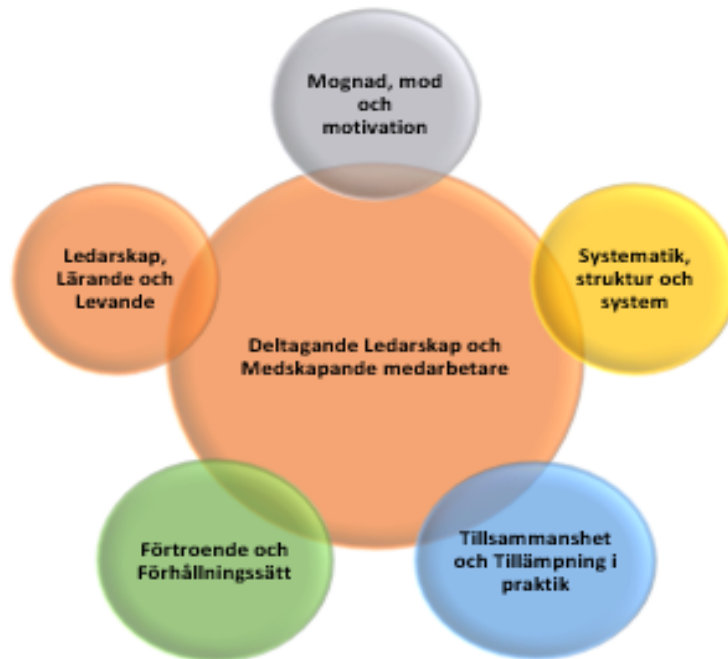 Mognad, mod
och
motivation
Ledarskap,
Lärande och
Levande
Systematik,
struktur och
system
Deltagande Ledarskap och
Medskapande medarbetare
Förtroende och
Förhållningssätt
Tillsammanshet
och Tillämpning i
praktik